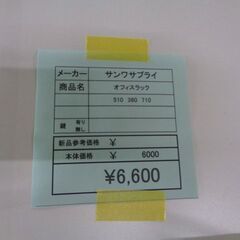 メーカー サンワサプライ
商品名 オフィスラック
510 380 710
鍵 有り
無し
新品参考価格 ¥
本体価格 ¥ 6000
¥6,600